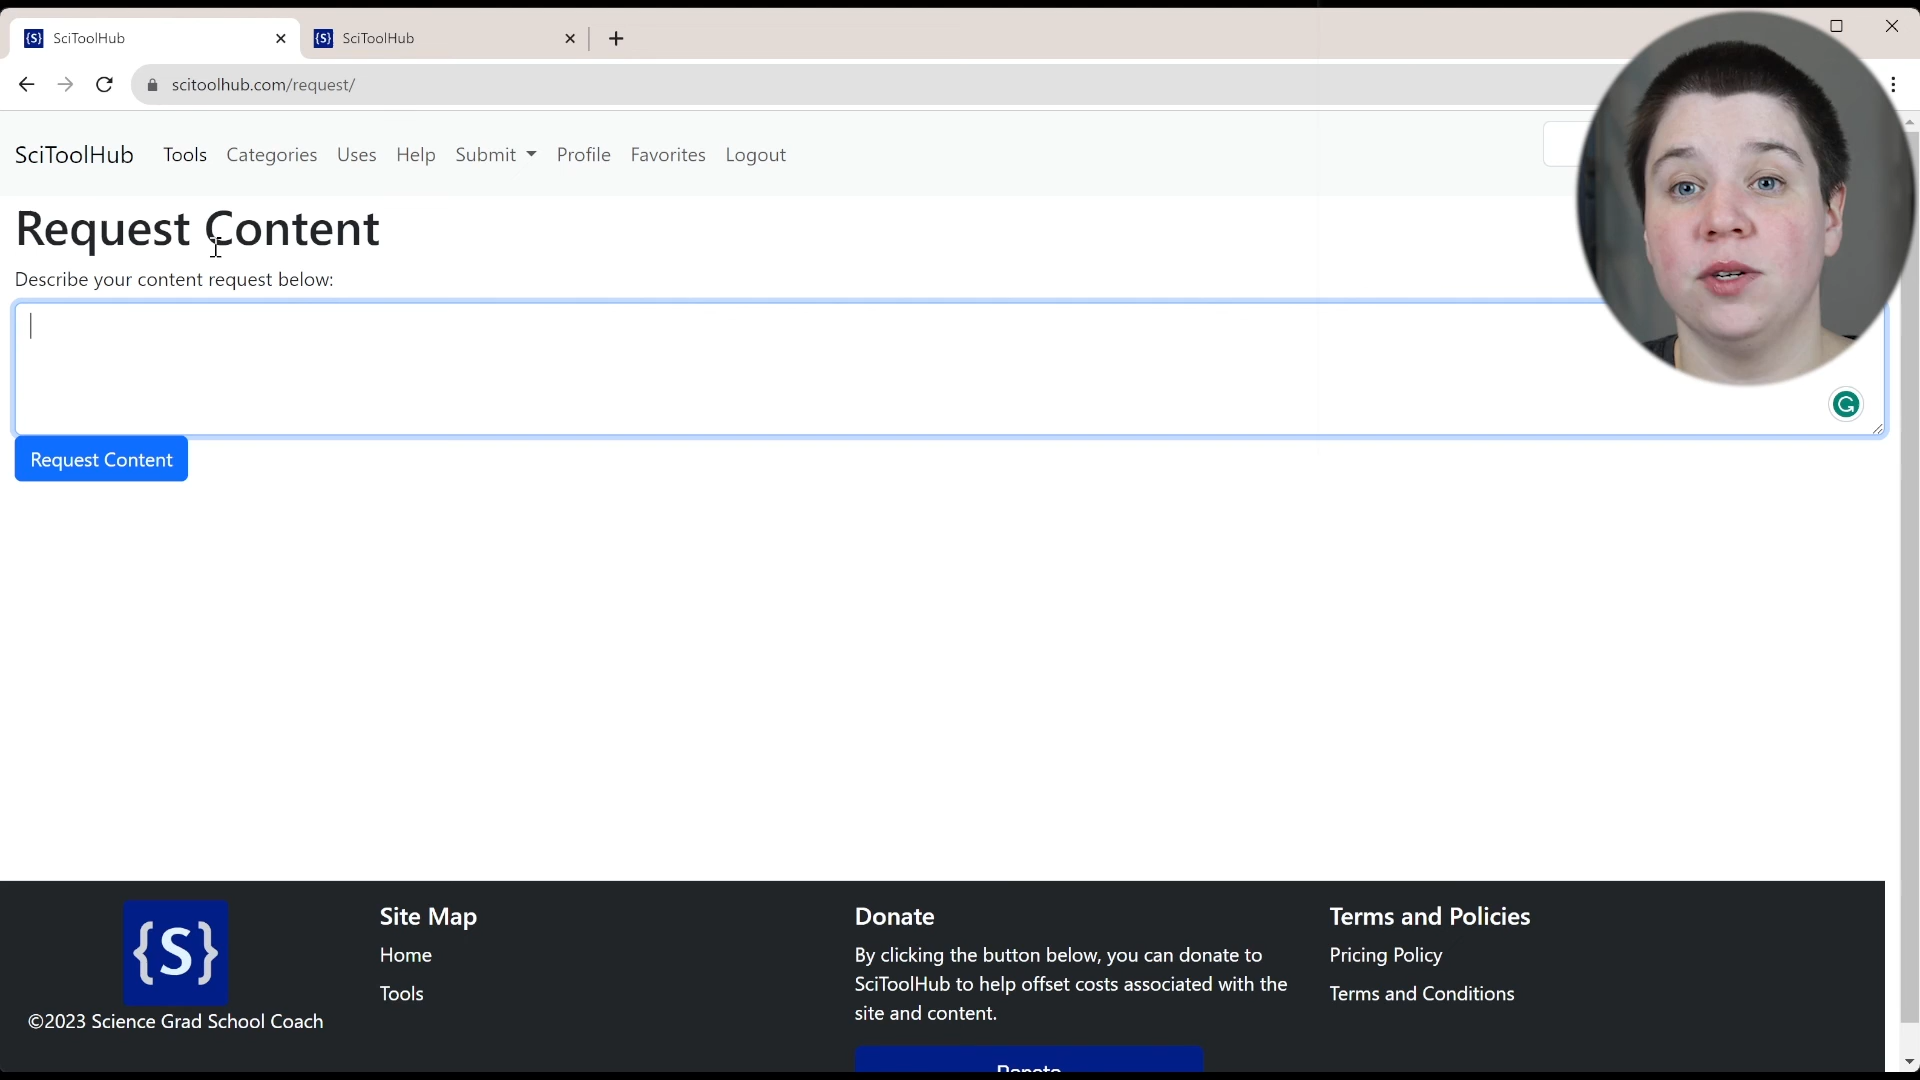 SciToolHub
SciToolHub
scitoolhub.com/request/
SciToolHub Tools Categories Uses Help Submit Profile Favorites Logout
Request Content
Describe your content request below:
Request Content
{S}
©2023 Science Grad School Coach
Site Map
Home
Tools
Donate
By clicking the button below, you can donate to
SciToolHub to help offset costs associated with the
site and content.
Donate
Terms and Policies
Pricing Policy
Terms and Conditions